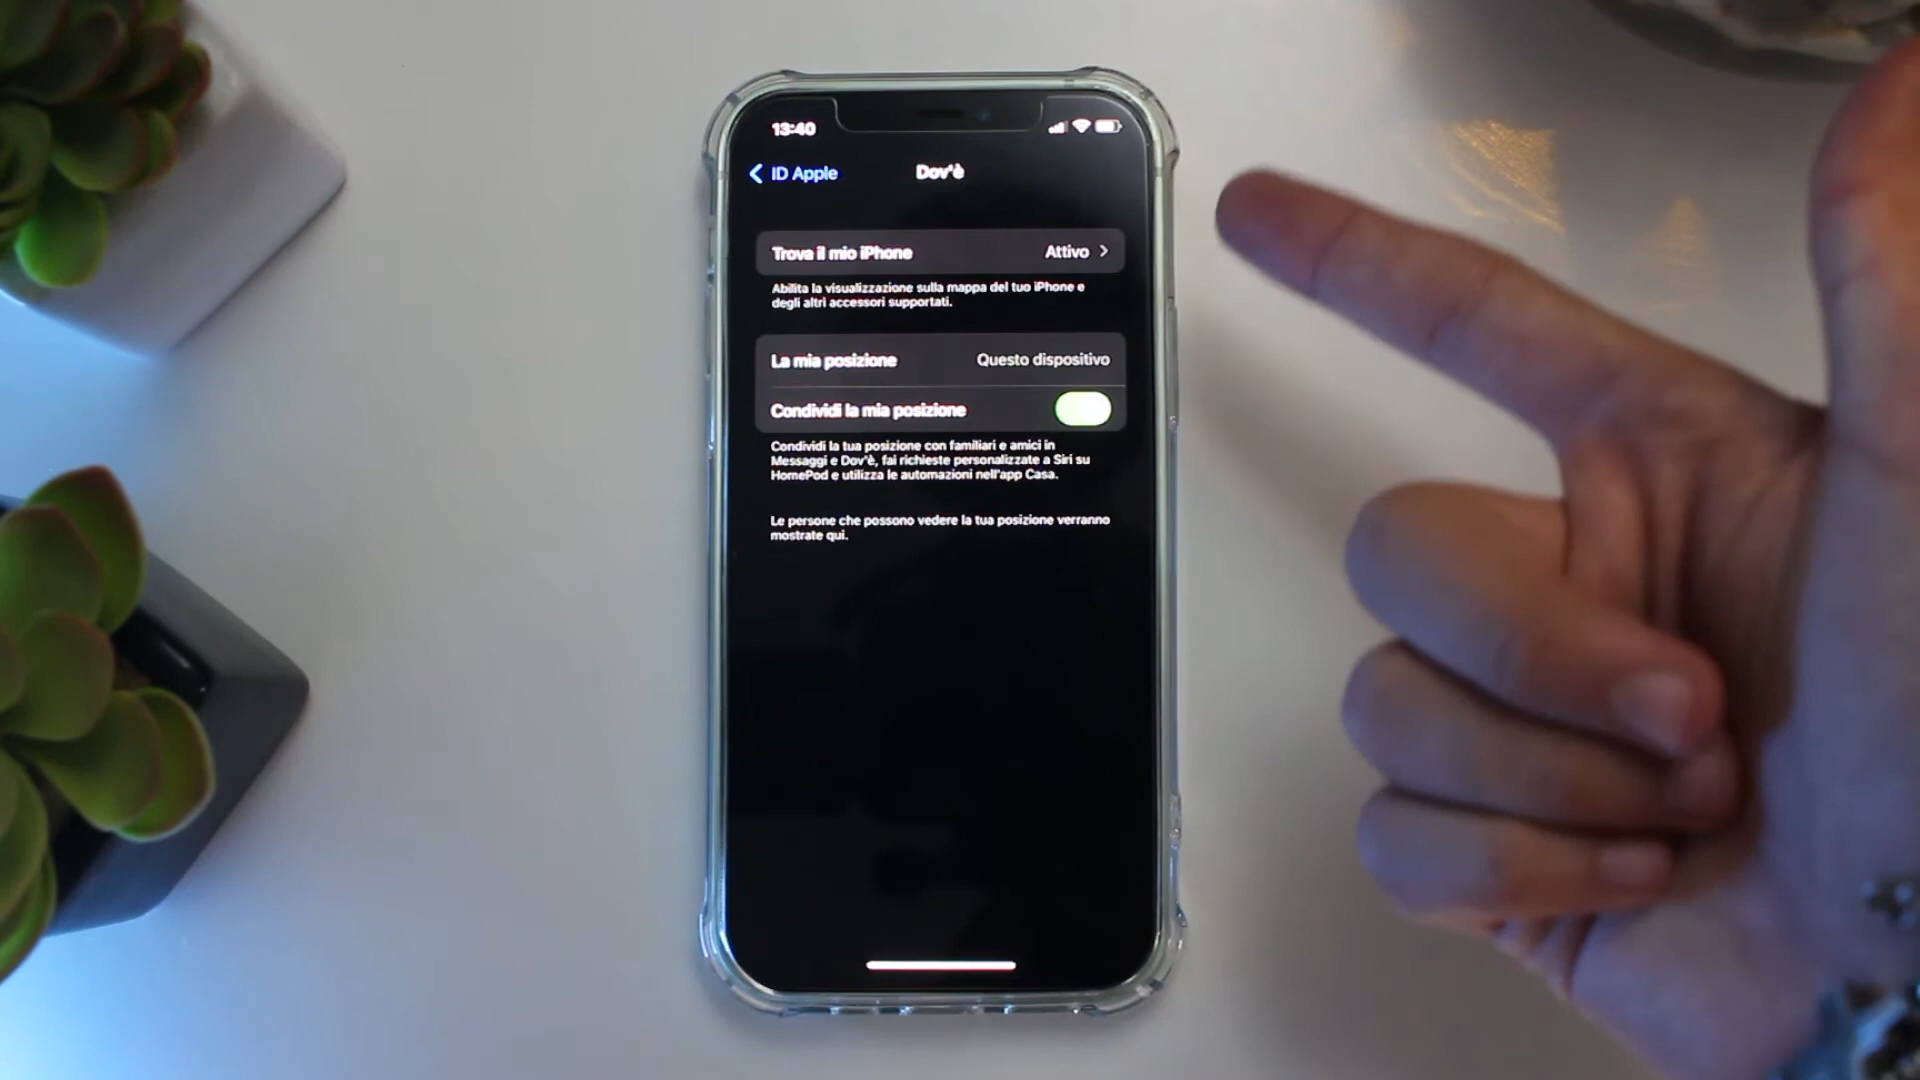 13:40
ID Apple
Dov'è
Trova il mio iPhone
Attivo
Abilita la visualizzazione sulla mappa del tuo iPhone e
degli altri accessori supportati.
La mia posizione
Questo dispositivo
Condividi la mia posizione
Condividi la tua posizione con familiari e amici in
Messaggi e Dov'è, fai richieste personalizzate a Siri su
HomePod e utilizza le automazioni nell'app Casa.
Le persone che possono vedere la tua posizione verranno
mostrate qui.